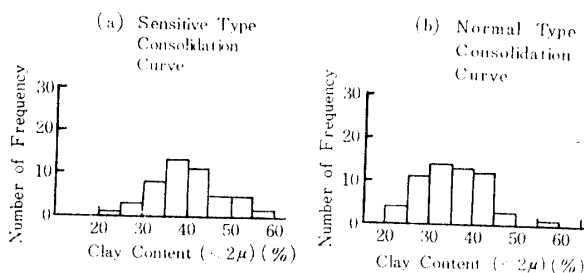 (a) Sensitive Type
Consolidation
Curve
Number of Frequency
30
20
10
0
20 30 40 50 60
Clay Content (< 2μ) (%)
(b) Normal Type
Consolidation
Curve
Number of Frequency
30
20
10
0
20 30 40 50 60
Clay Content (< 2μ) (%)